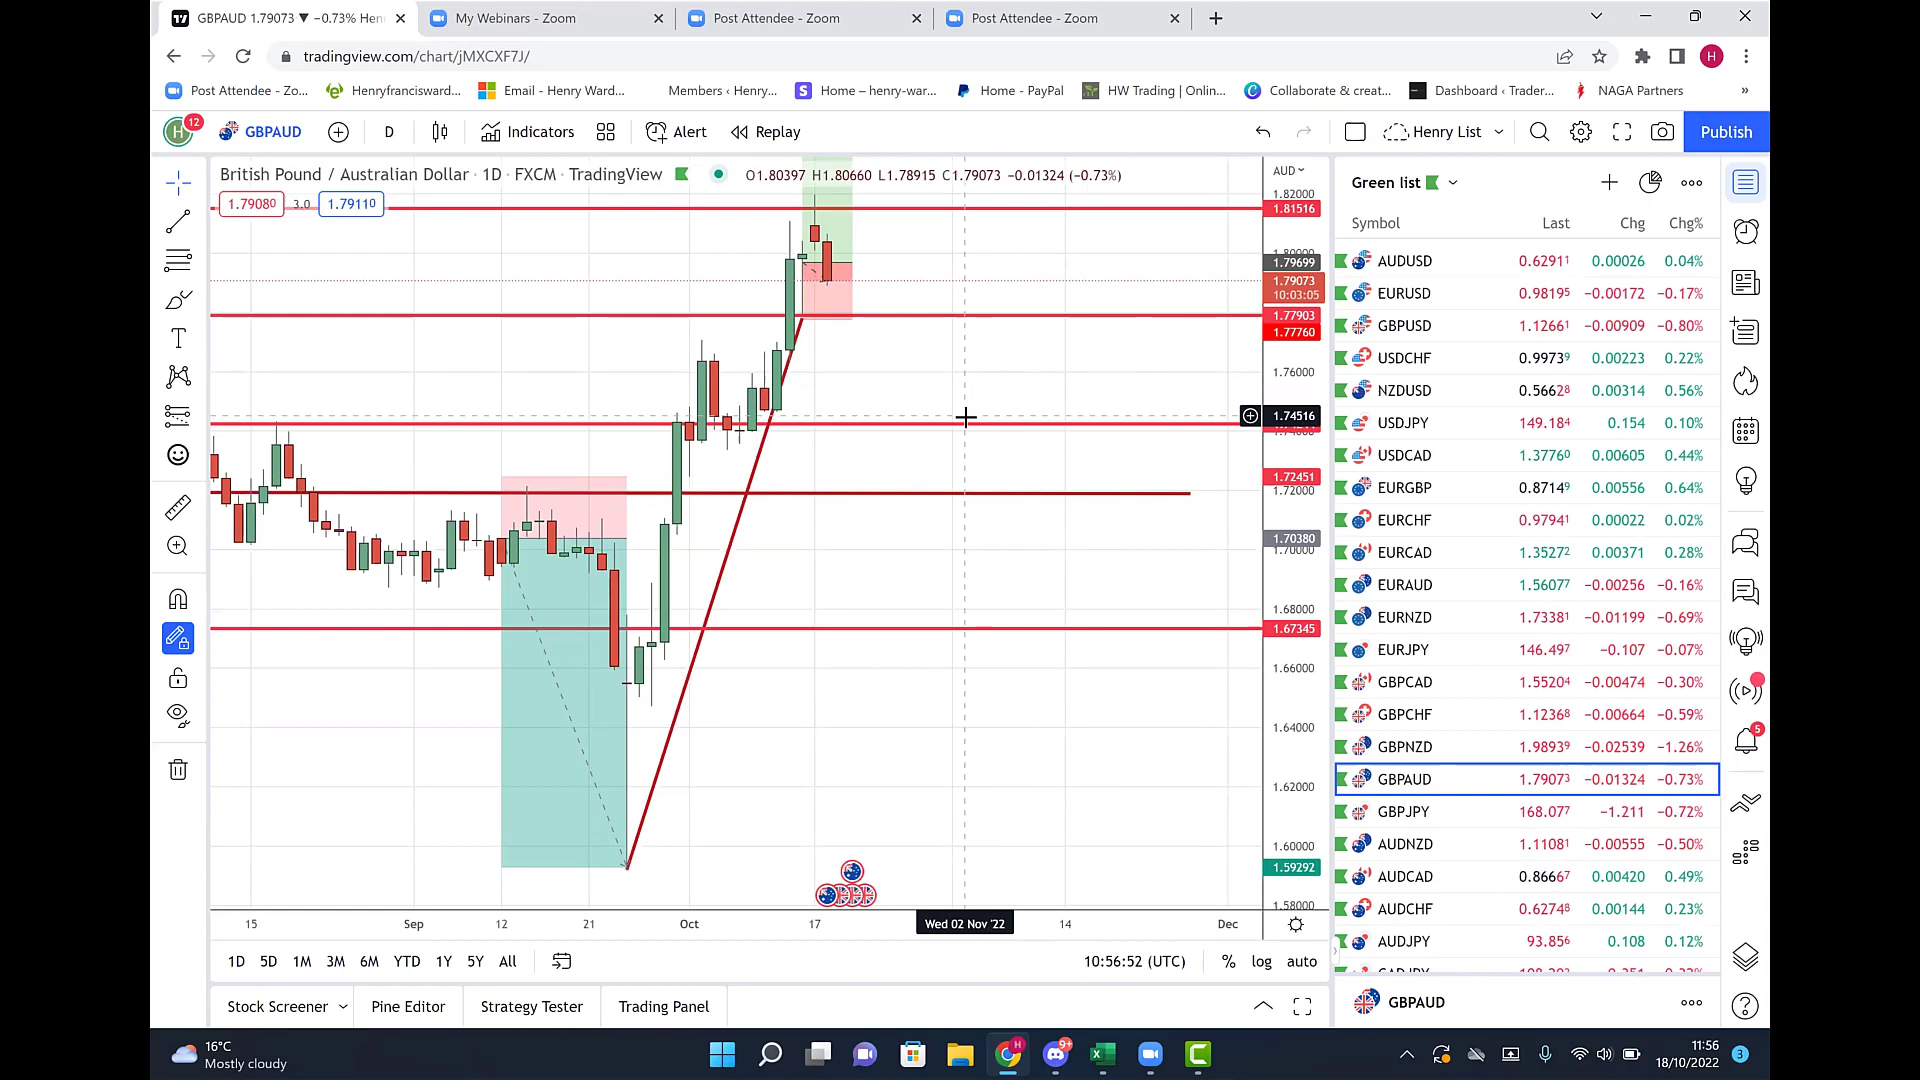 GBPAUD 1.79073 ▼ −0.73% Hen
My Webinars - Zoom
Post Attendee - Zoom
Post Attendee - Zoom
tradingview.com/chart/jMXCXF7J/
H
Post Attendee - Zo...
Henryfrancisward...
Email - Henry Ward...
Members ‹ Henry...
Home – henry-war...
Home - PayPal
HW Trading | Onlin...
Collaborate & creat...
Dashboard ‹ Trader...
NAGA Partners
»
H 12
GBPAUD
D
Indicators
Alert
Replay
Henry List
Publish
British Pound / Australian Dollar · 1D · FXCM · TradingView
O1.80397 H1.80660 L1.78915 C1.79073 −0.01324 (−0.73%)
1.79080 3.0 1.79110
AUD
1.82000
1.81516
1.79699
1.79073
10:03:05
1.77903
1.77760
1.76000
1.74516
1.72451
1.72000
1.70380
1.70000
1.68000
1.67345
1.66000
1.64000
1.62000
1.60000
1.59292
1.58000
15 Sep 12 21 Oct 17 Wed 02 Nov '22 14 Dec
1D 5D 1M 3M 6M YTD 1Y 5Y All
10:56:52 (UTC) % log auto
Stock Screener
Pine Editor
Strategy Tester
Trading Panel
Green list
Symbol Last Chg Chg%
AUDUSD 0.62911 0.00026 0.04%
EURUSD 0.98195 −0.00172 −0.17%
GBPUSD 1.12661 −0.00909 −0.80%
USDCHF 0.99739 0.00223 0.22%
NZDUSD 0.56628 0.00314 0.56%
USDJPY 149.184 0.154 0.10%
USDCAD 1.37760 0.00605 0.44%
EURGBP 0.87149 0.00556 0.64%
EURCHF 0.97941 0.00022 0.02%
EURCAD 1.35272 0.00371 0.28%
EURAUD 1.56077 −0.00256 −0.16%
EURNZD 1.73381 −0.01199 −0.69%
EURJPY 146.497 −0.107 −0.07%
GBPCAD 1.55204 −0.00474 −0.30%
GBPCHF 1.12368 −0.00664 −0.59%
GBPNZD 1.98939 −0.02539 −1.26%
GBPAUD 1.79073 −0.01324 −0.73%
GBPJPY 168.077 −1.211 −0.72%
AUDNZD 1.11081 −0.00555 −0.50%
AUDCAD 0.86667 0.00420 0.49%
AUDCHF 0.62748 0.00144 0.23%
AUDJPY 93.856 0.108 0.12%
GBPAUD
5
16°C
Mostly cloudy
H
9+
11:56
18/10/2022
3